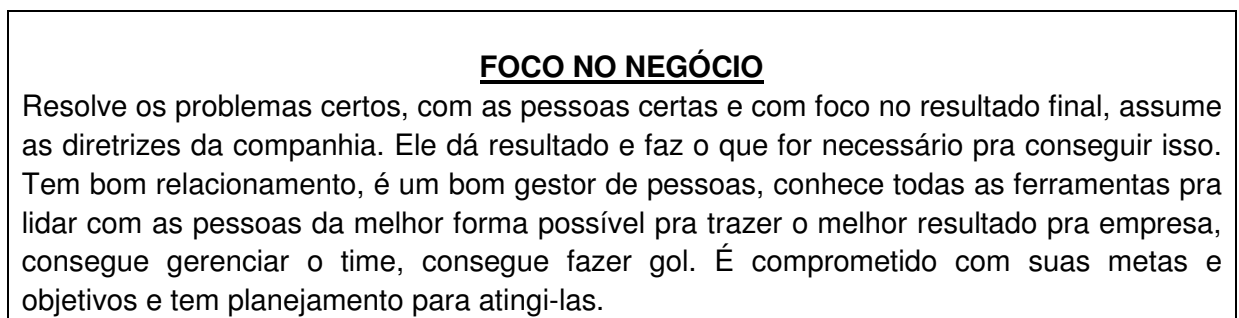 FOCO NO NEGÓCIO
Resolve os problemas certos, com as pessoas certas e com foco no resultado final, assume
as diretrizes da companhia. Ele dá resultado e faz o que for necessário pra conseguir isso.
Tem bom relacionamento, é um bom gestor de pessoas, conhece todas as ferramentas pra
lidar com as pessoas da melhor forma possível pra trazer o melhor resultado pra empresa,
consegue gerenciar o time, consegue fazer gol. É comprometido com suas metas e
objetivos e tem planejamento para atingi-las.